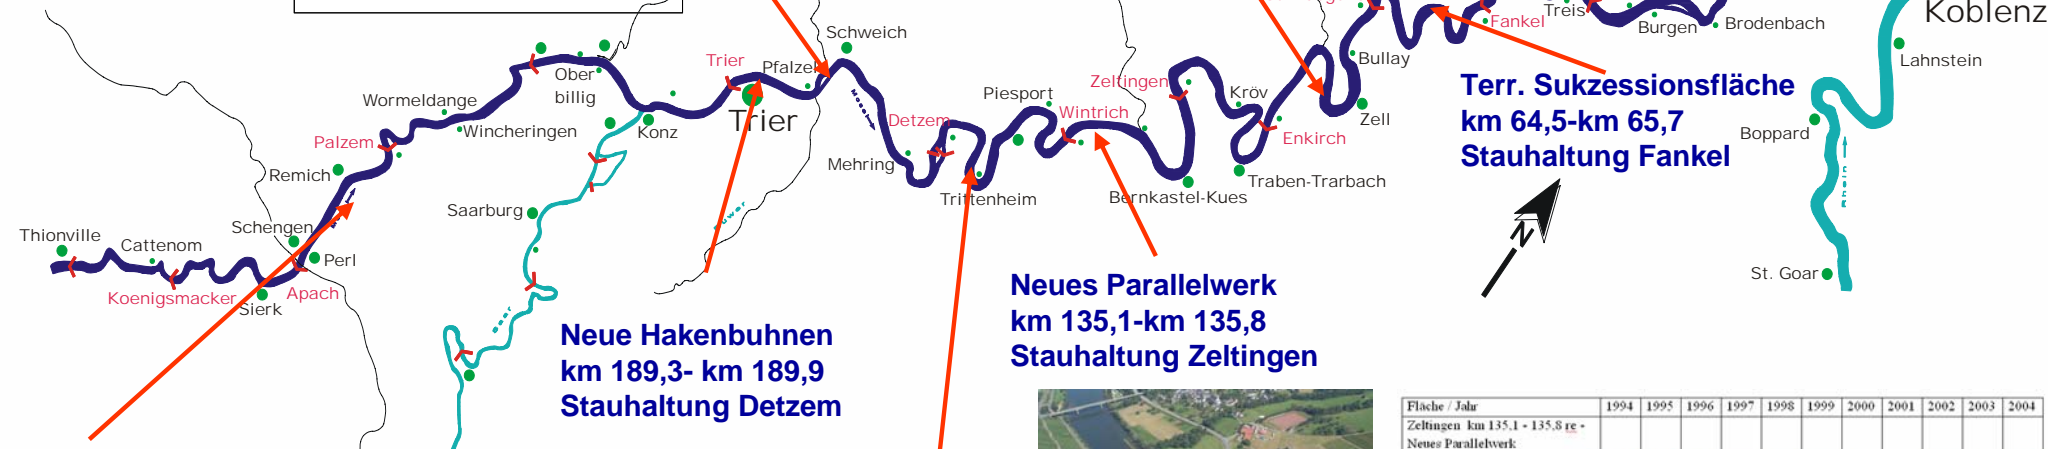 Koblenz
Treis
Fankel
Burgen
Brodenbach
Schweich
Lahnstein
Bullay
Trier
Pfalzel
Ober
billig
Zeltingen
Piesport
Kröv
Terr. Sukzessionsfläche
km 64,5-km 65,7
Stauhaltung Fankel
Wormeldange
Wincheringen
Konz
Trier
Detzem
Wintrich
Zell
Enkirch
Boppard
Palzem
Remich
Mehring
Traben-Trarbach
Trittenheim
Bernkastel-Kues
Saarburg
Schengen
Thionville
Cattenom
Perl
N
St. Goar
Koenigsmacker
Apach
Sierk
Neues Parallelwerk
km 135,1-km 135,8
Stauhaltung Zeltingen
Neue Hakenbuhnen
km 189,3- km 189,9
Stauhaltung Detzem
Fläche / Jahr 1994 1995 1996 1997 1998 1999 2000 2001 2002 2003 2004
Zeltingen km 135,1 - 135,8 re -
Neues Parallelwerk